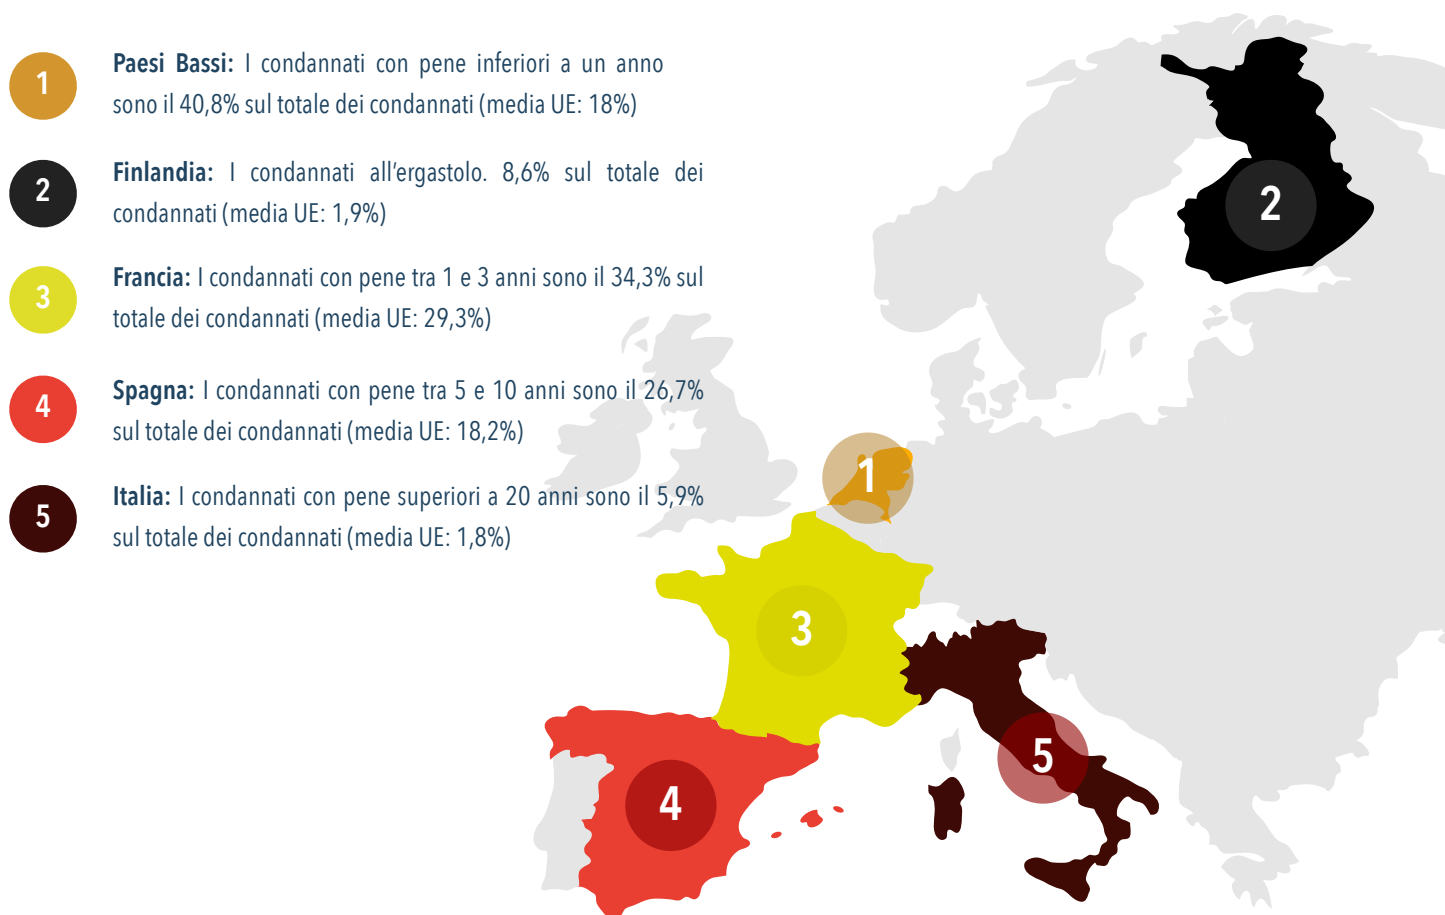 1
Paesi Bassi: I condannati con pene inferiori a un anno
sono il 40,8% sul totale dei condannati (media UE: 18%)
2
Finlandia: I condannati all'ergastolo. 8,6% sul totale dei
condannati (media UE: 1,9%)
3
Francia: I condannati con pene tra 1 e 3 anni sono il 34,3% sul
totale dei condannati (media UE: 29,3%)
4
Spagna: I condannati con pene tra 5 e 10 anni sono il 26,7%
sul totale dei condannati (media UE: 18,2%)
5
Italia: I condannati con pene superiori a 20 anni sono il 5,9%
sul totale dei condannati (media UE: 1,8%)
2
1
3
5
4